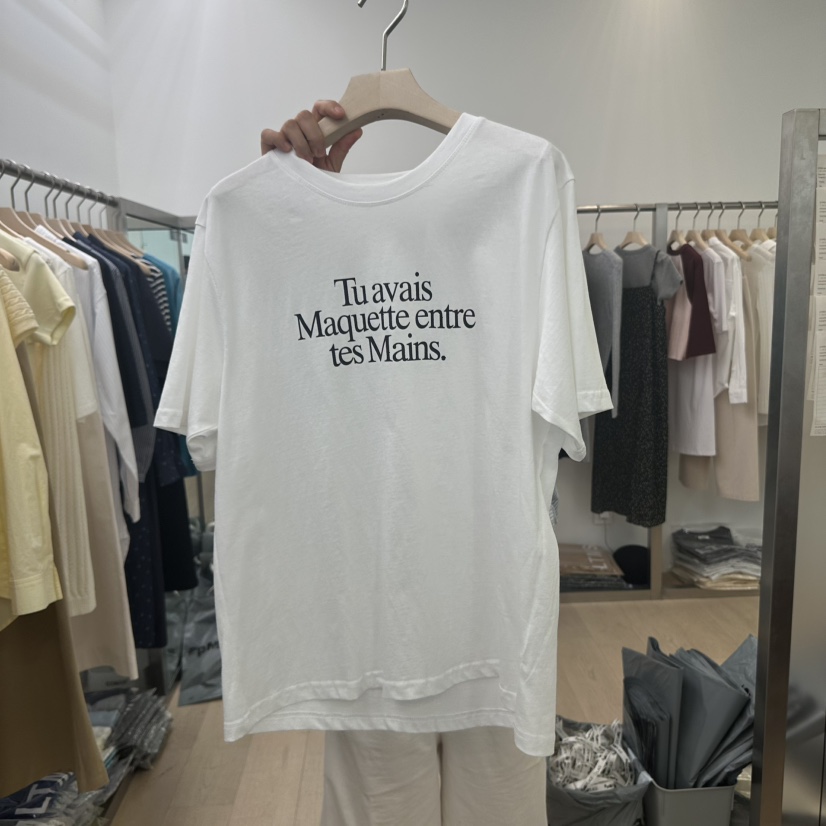 Tu avais
Maquette entre
tes Mains.